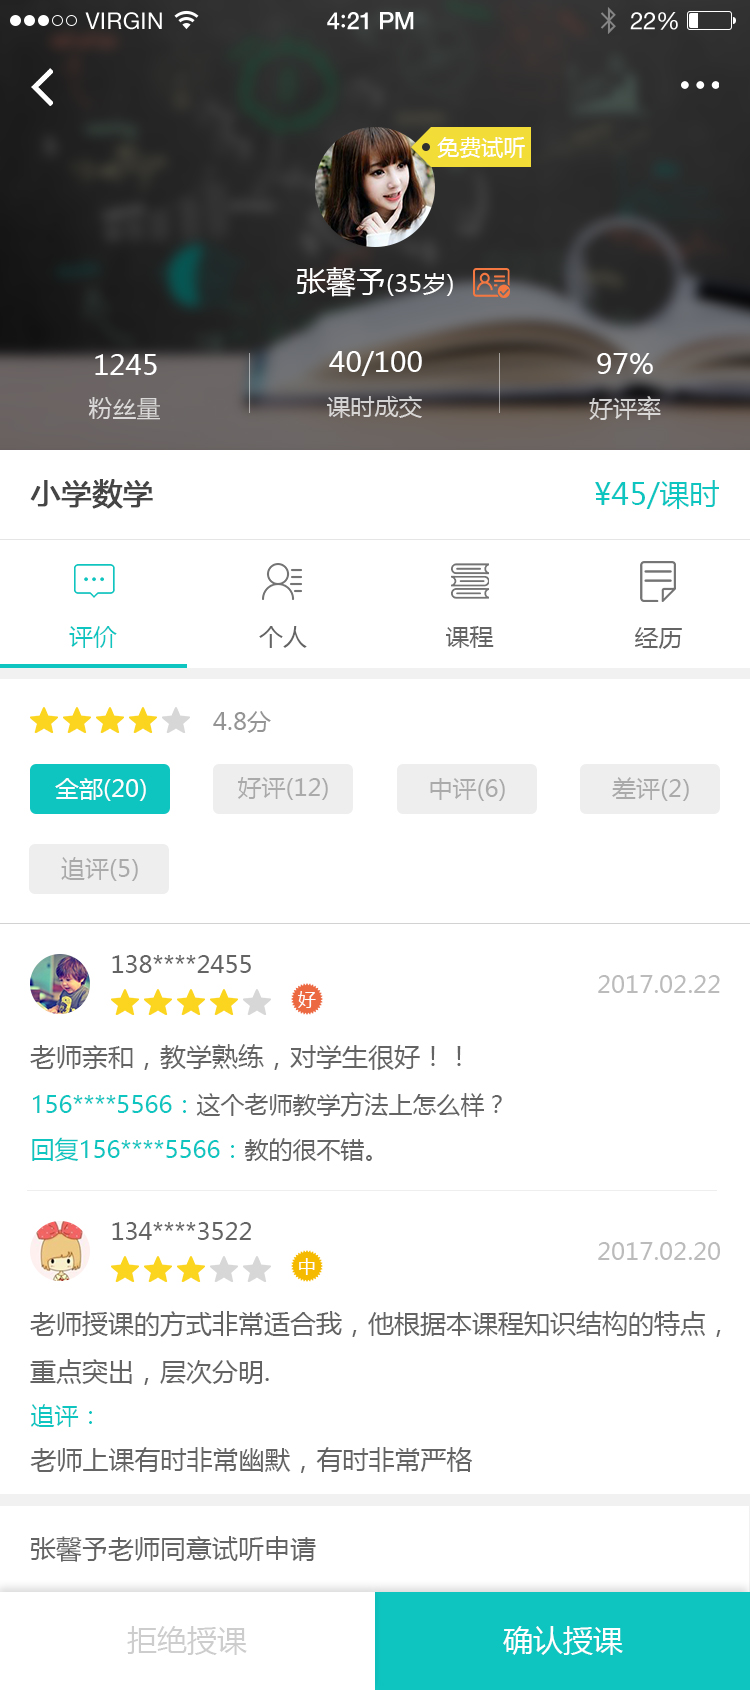 VIRGIN 4:21 PM 22%
免费试听
张馨予(35岁)
1245 40/100 97%
粉丝量 课时成交 好评率
小学数学 ¥45/课时
评价 个人 课程 经历
4.8分
全部(20) 好评(12) 中评(6) 差评(2)
追评(5)
138****2455
2017.02.22
好
老师亲和，教学熟练，对学生很好！！
156****5566：这个老师教学方法上怎么样？
回复156****5566：教的很不错。
134****3522
2017.02.20
中
老师授课的方式非常适合我，他根据本课程知识结构的特点，
重点突出，层次分明.
追评：
老师上课有时非常幽默，有时非常严格
张馨予老师同意试听申请
拒绝授课 确认授课